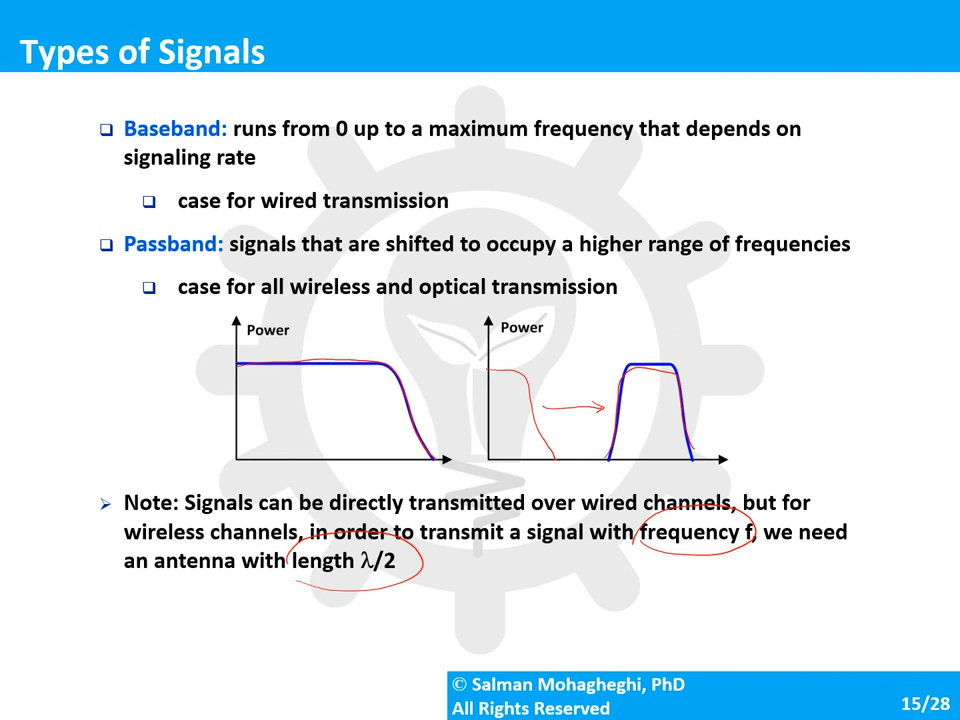 Types of Signals
Baseband: runs from 0 up to a maximum frequency that depends on
signaling rate
case for wired transmission
Passband: signals that are shifted to occupy a higher range of frequencies
case for all wireless and optical transmission
Power
Power
Note: Signals can be directly transmitted over wired channels, but for
wireless channels, in order to transmit a signal with frequency f, we need
an antenna with length λ/2
© Salman Mohagheghi, PhD
All Rights Reserved
15/28